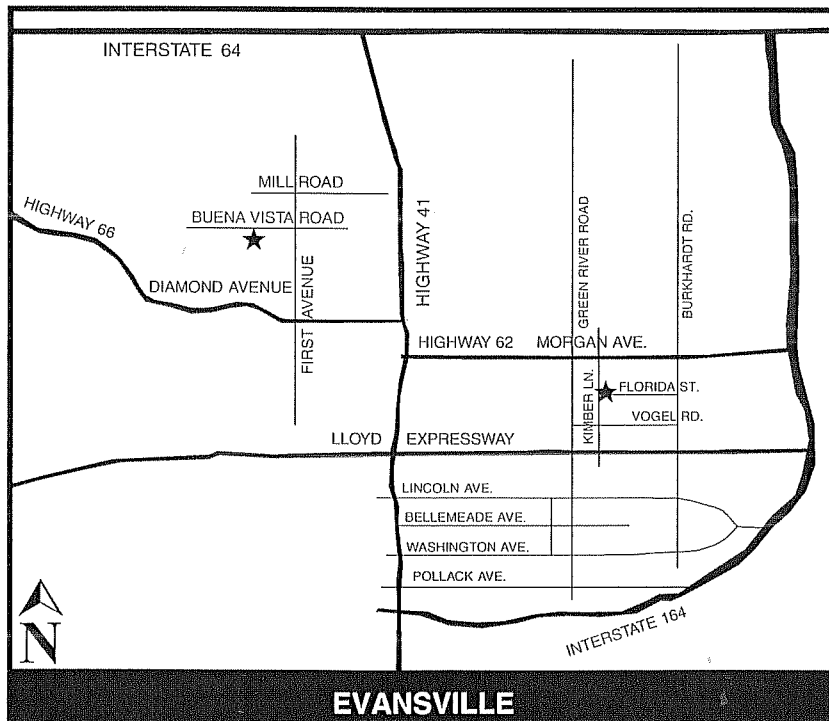 INTERSTATE 64
MILL ROAD
HIGHWAY 66
BUENA VISTA ROAD
HIGHWAY 41
GREEN RIVER ROAD
BURKHARDT RD.
DIAMOND AVENUE
FIRST AVENUE
HIGHWAY 62
MORGAN AVE.
KIMBER LN.
FLORIDA ST.
VOGEL RD.
LLOYD EXPRESSWAY
LINCOLN AVE.
BELLEMEADE AVE.
WASHINGTON AVE.
POLLACK AVE.
INTERSTATE 164
N
EVANSVILLE